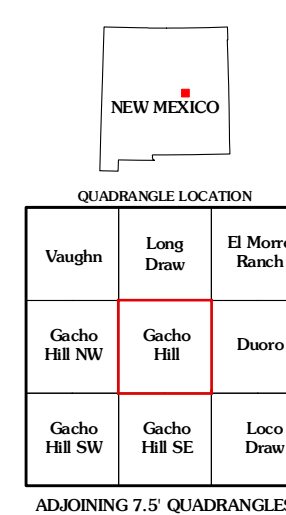 NEW MEXICO
QUADRANGLE LOCATION
Vaughn
Long
Draw
El Morro
Ranch
Gacho
Hill NW
Gacho
Hill
Duoro
Gacho
Hill SW
Gacho
Hill SE
Loco
Draw
ADJOINING 7.5' QUADRANGLES